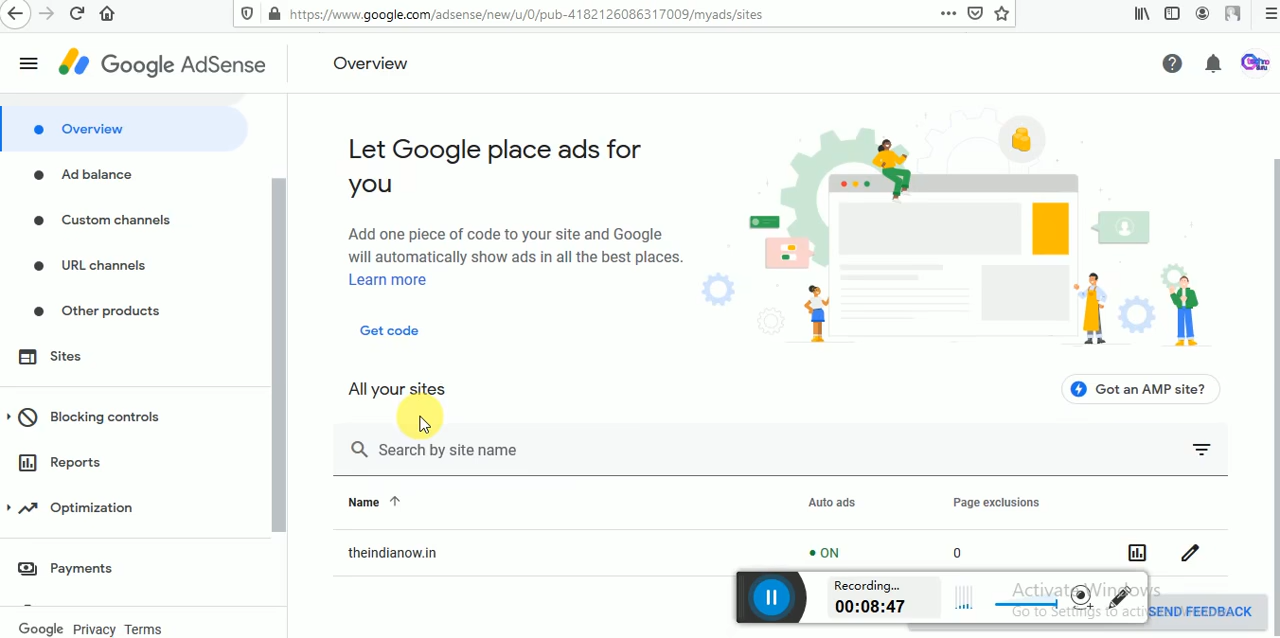 https://www.google.com/adsense/new/u/0/pub-4182126086317009/myads/sites
Google AdSense
Overview
Overview
Ad balance
Custom channels
URL channels
Other products
Sites
Blocking controls
Reports
Optimization
Payments
Google Privacy Terms
Let Google place ads for
you
Add one piece of code to your site and Google
will automatically show ads in all the best places.
Learn more
Get code
All your sites
Got an AMP site?
Search by site name
Name Auto ads Page exclusions
theindianow.in ON 0
Recording...
00:08:47
Activate Windows
Go to Settings to activ
SEND FEEDBACK